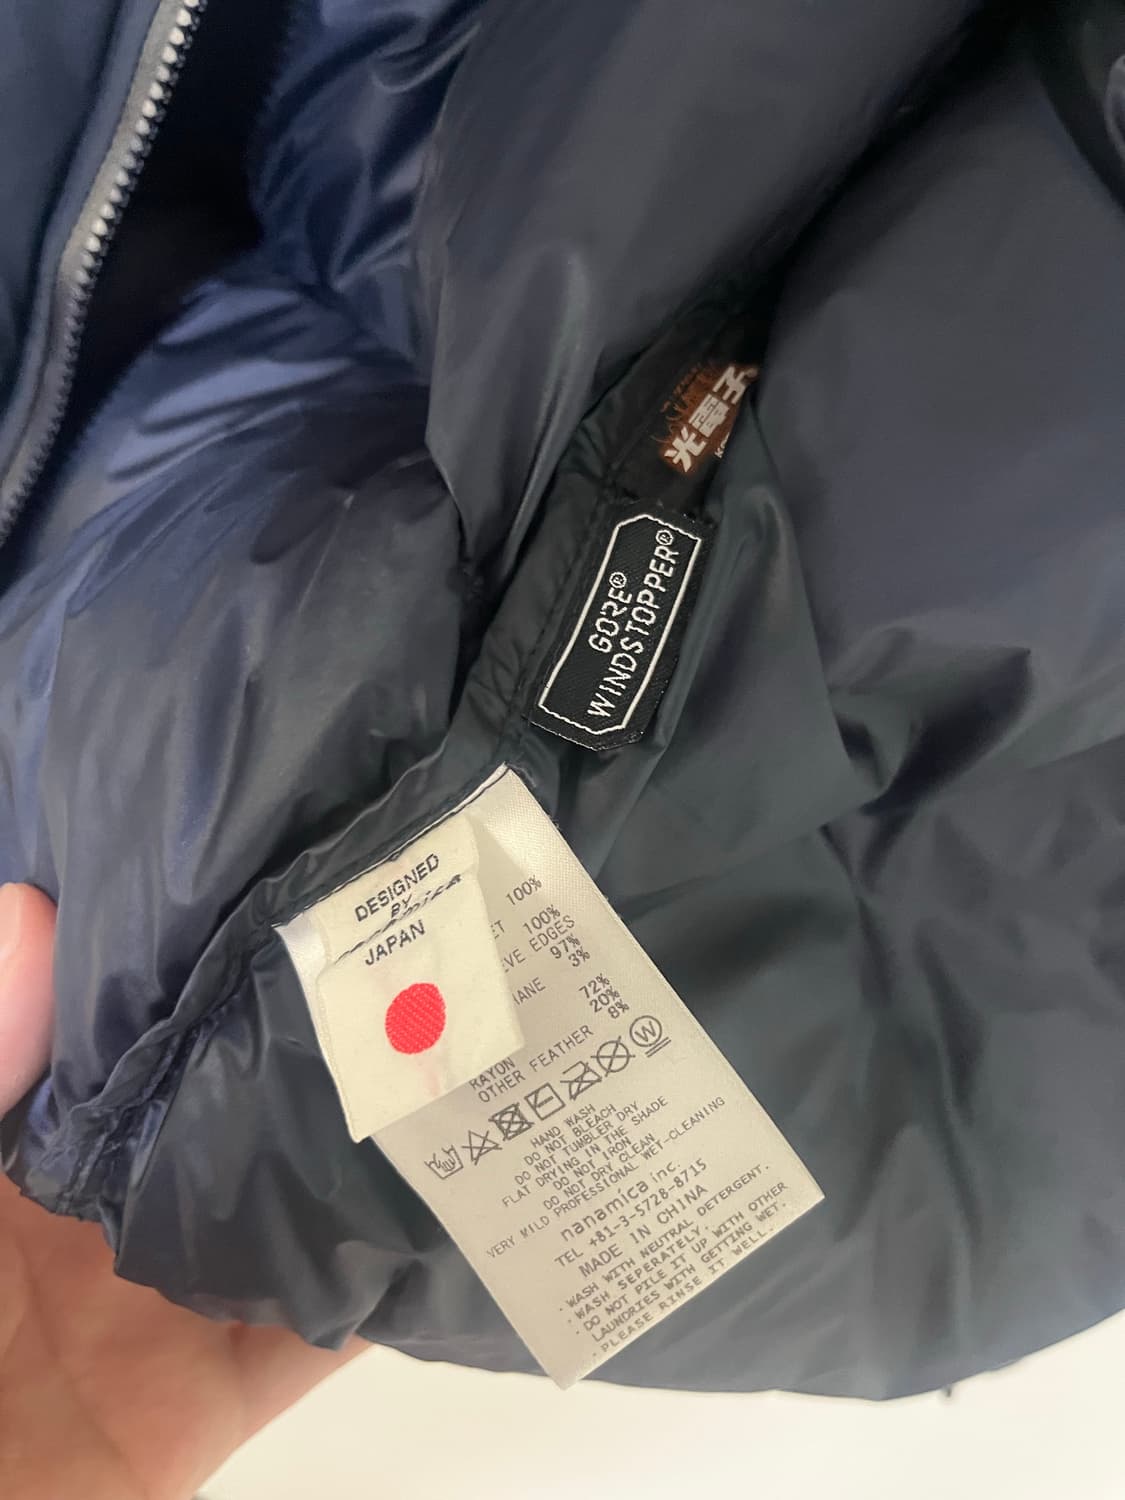 光電子
GORE®
WINDSTOPPER®
DESIGNED
BY
nanamica
JAPAN
100%
100%
EDGES
97%
3%
72%
20%
8%
RAYON
OTHER FEATHER
W
HAND WASH
DO NOT BLEACH
DO NOT TUMBLER DRY
FLAT DRYING IN THE SHADE
DO NOT IRON
DO NOT DRY CLEAN
VERY MILD PROFESSIONAL WET-CLEANING
nanamica inc.
TEL +81-3-5728-8715
MADE IN CHINA
・WASH WITH NEUTRAL DETERGENT.
・WASH SEPERATELY.
・DO NOT PILE IT UP WITH OTHER
LAUNDRIES WITH GETTING WET.
・PLEASE RINSE IT WELL.